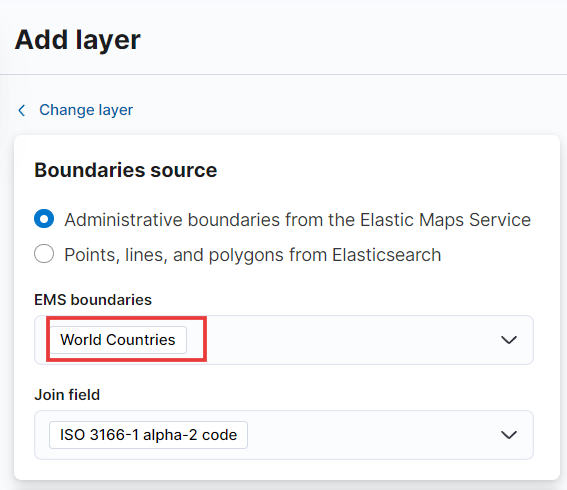 Add layer
Change layer
Boundaries source
Administrative boundaries from the Elastic Maps Service
Points, lines, and polygons from Elasticsearch
EMS boundaries
World Countries
Join field
ISO 3166-1 alpha-2 code